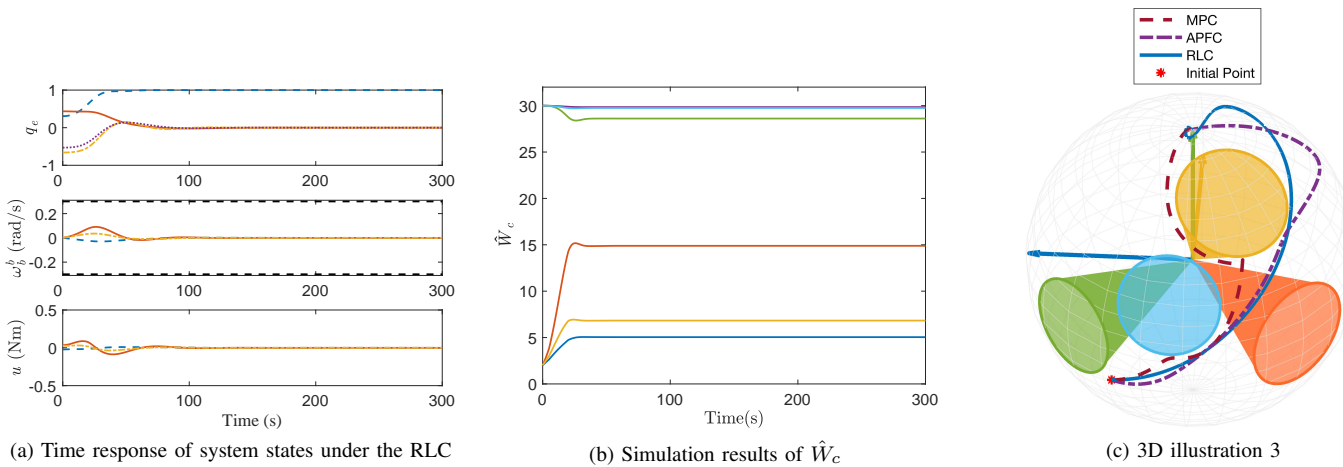 1
0
-1
q_e
0 100 200 300
0.2
0
-0.2
ω_b^b (rad/s)
0 100 200 300
0.5
0
-0.5
u (Nm)
0 100 200 300
Time (s)
(a) Time response of system states under the RLC
30
25
20
15
10
5
0
Ŵ_c
0 100 200 300
Time(s)
(b) Simulation results of Ŵ_c
MPC
APFC
RLC
Initial Point
(c) 3D illustration 3